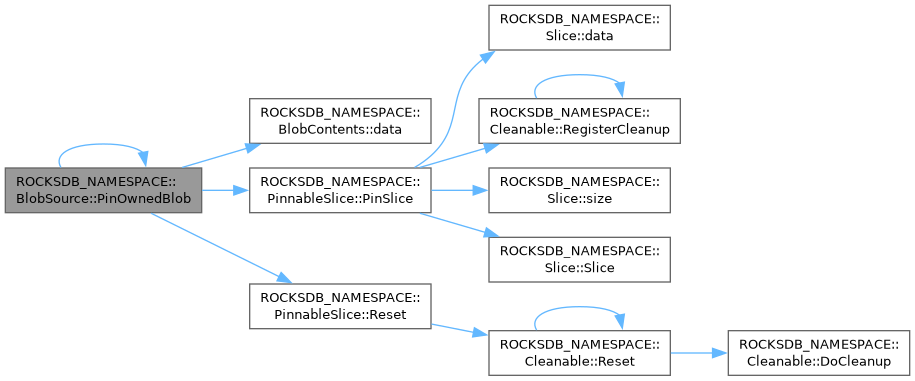 ROCKSDB_NAMESPACE::
Slice::data
ROCKSDB_NAMESPACE::
BlobContents::data
ROCKSDB_NAMESPACE::
Cleanable::RegisterCleanup
ROCKSDB_NAMESPACE::
BlobSource::PinOwnedBlob
ROCKSDB_NAMESPACE::
PinnableSlice::PinSlice
ROCKSDB_NAMESPACE::
Slice::size
ROCKSDB_NAMESPACE::
Slice::Slice
ROCKSDB_NAMESPACE::
PinnableSlice::Reset
ROCKSDB_NAMESPACE::
Cleanable::Reset
ROCKSDB_NAMESPACE::
Cleanable::DoCleanup